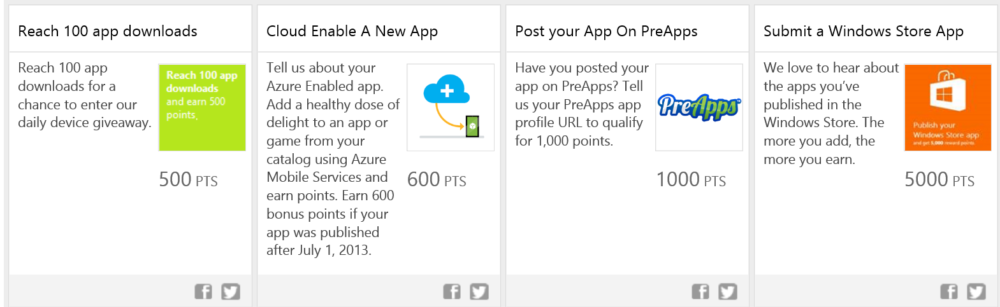 Reach 100 app downloads
Reach 100 app
downloads for a
chance to enter our
daily device giveaway.
Reach 100 app
downloads
and earn 500
points,
500 PTS
Cloud Enable A New App
Tell us about your
Azure Enabled app.
Add a healthy dose of
delight to an app or
game from your
catalog using Azure
Mobile Services and
earn points. Earn 600
bonus points if your
app was published
after July 1, 2013.
600 PTS
Post your App On PreApps
Have you posted your
app on PreApps? Tell
us your PreApps app
profile URL to qualify
for 1,000 points.
PreApps™
1000 PTS
Submit a Windows Store App
We love to hear about
the apps you’ve
published in the
Windows Store. The
more you add, the
more you earn.
Publish your
Windows Store app
and get 5,000 reward points.
5000 PTS